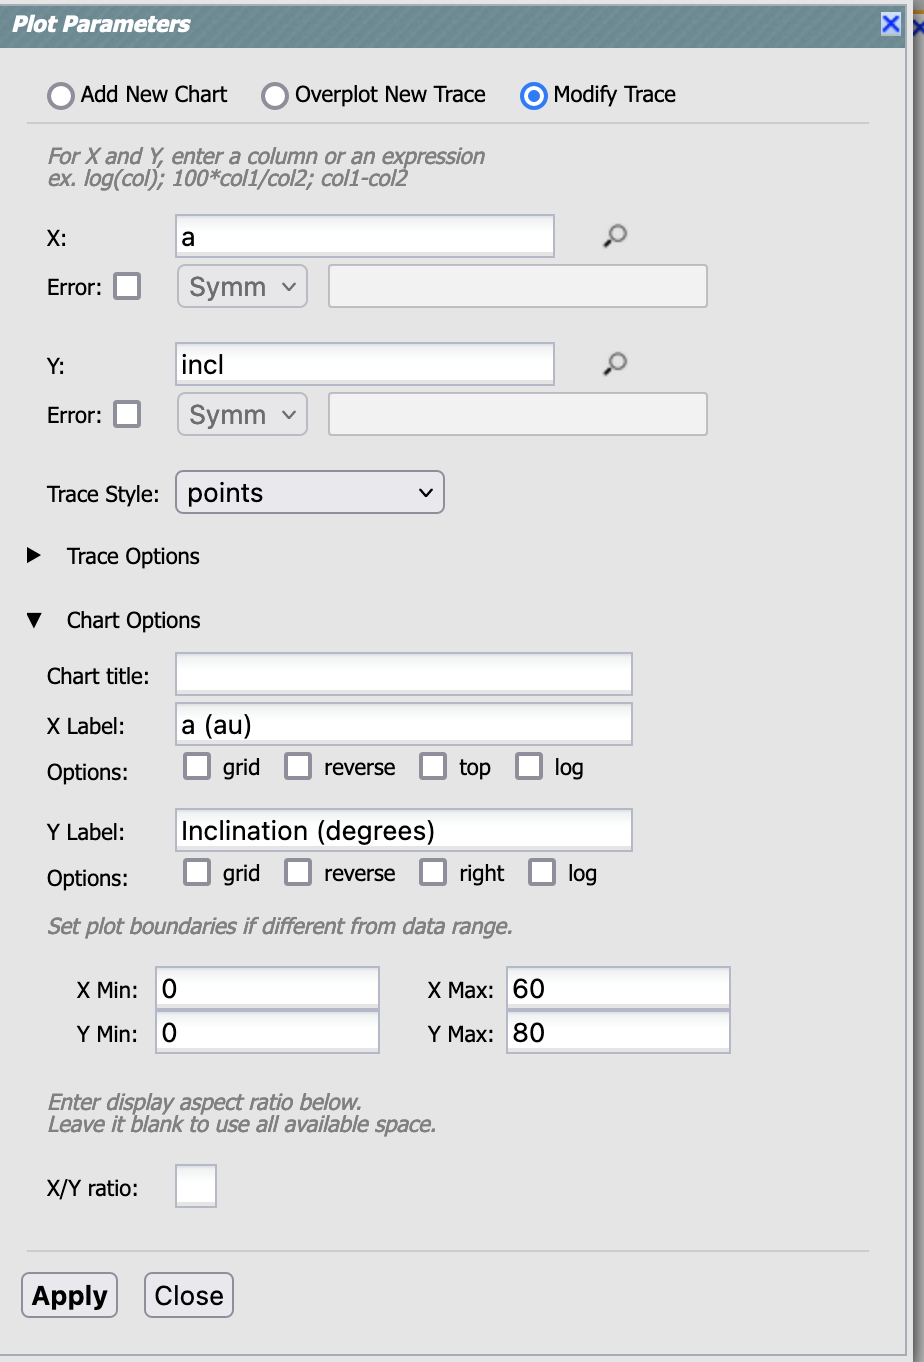 Plot Parameters
Add New Chart Overplot New Trace Modify Trace
For X and Y, enter a column or an expression
ex. log(col); 100*col1/col2; col1-col2
X: a
Error: Symm
Y: incl
Error: Symm
Trace Style: points
Trace Options
Chart Options
Chart title:
X Label: a (au)
Options: grid reverse top log
Y Label: Inclination (degrees)
Options: grid reverse right log
Set plot boundaries if different from data range.
X Min: 0 X Max: 60
Y Min: 0 Y Max: 80
Enter display aspect ratio below.
Leave it blank to use all available space.
X/Y ratio:
Apply Close